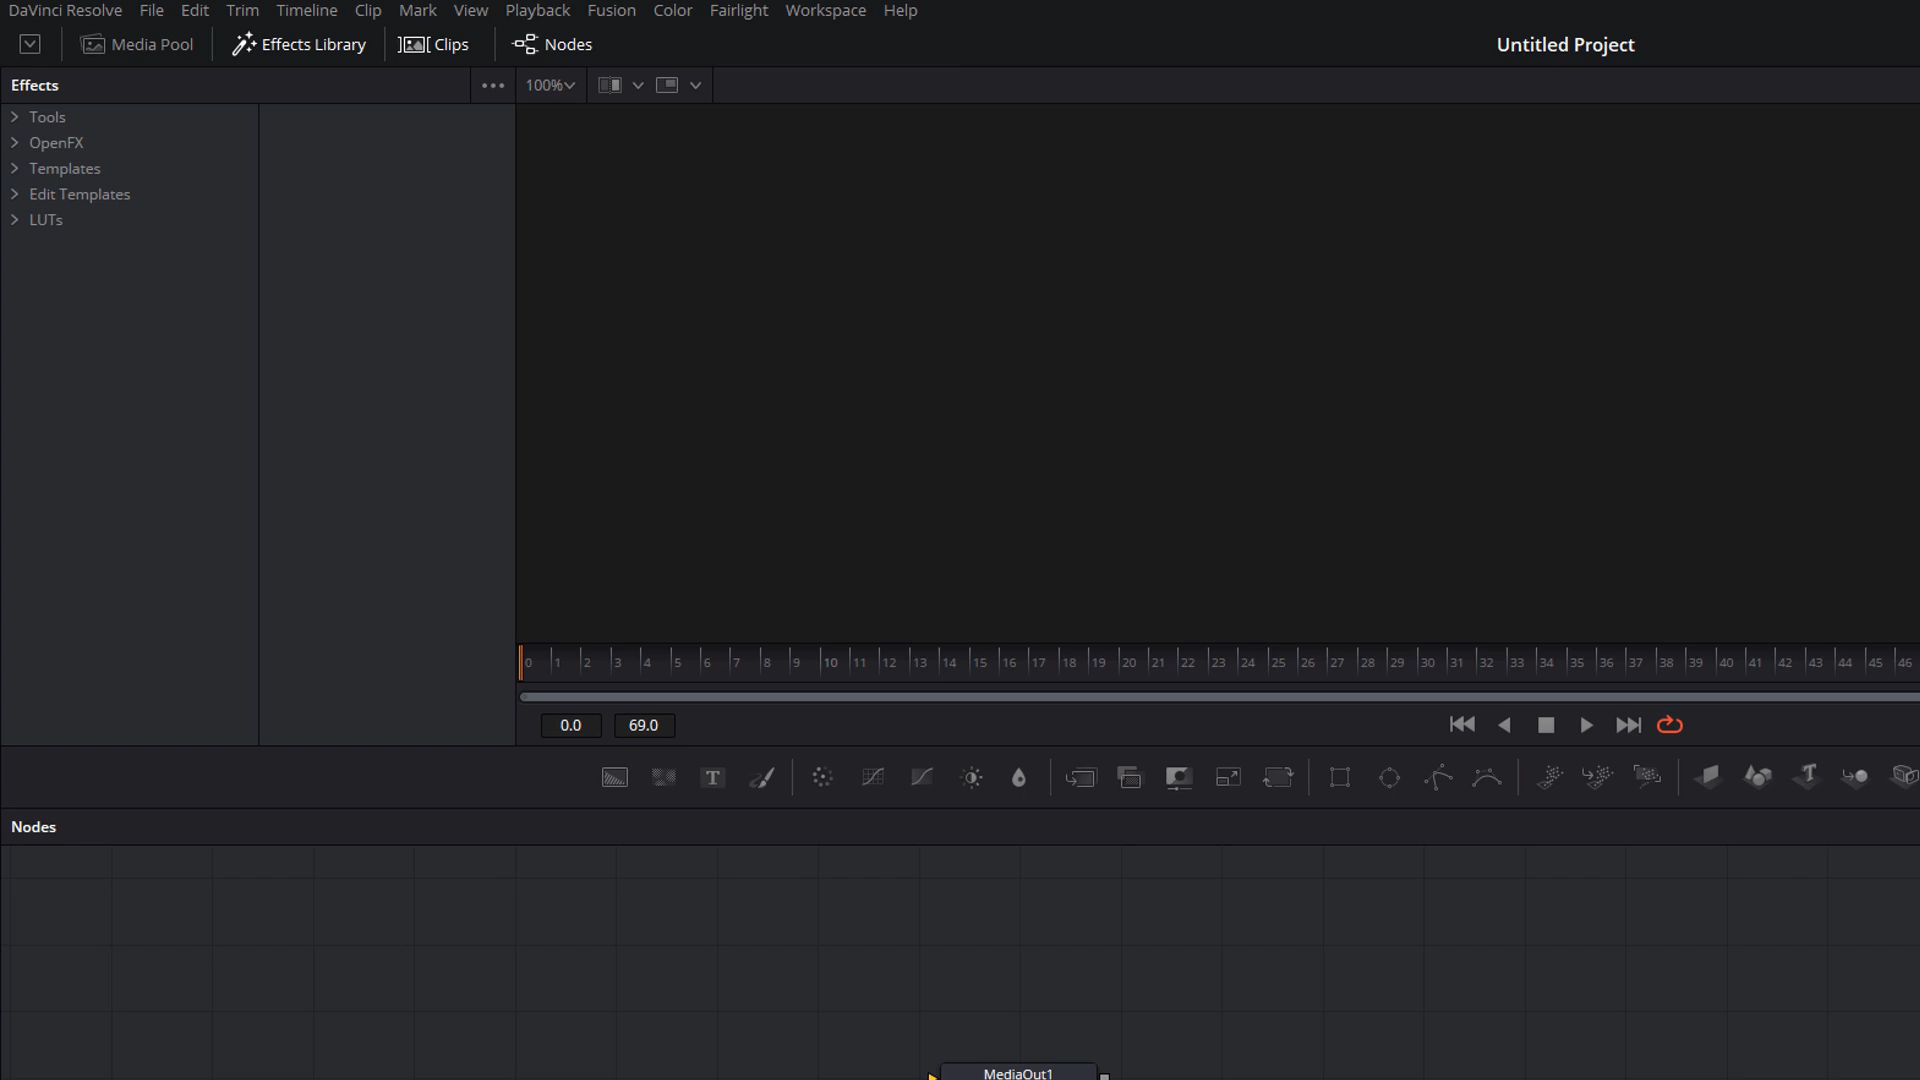 DaVinci Resolve File Edit Trim Timeline Clip Mark View Playback Fusion Color Fairlight Workspace Help
Media Pool Effects Library Clips Nodes Untitled Project
Effects 100%
Tools
OpenFX
Templates
Edit Templates
LUTs
0 1 2 3 4 5 6 7 8 9 10 11 12 13 14 15 16 17 18 19 20 21 22 23 24 25 26 27 28 29 30 31 32 33 34 35 36 37 38 39 40 41 42 43 44 45 46
0.0 69.0
T T
Nodes
MediaOut1